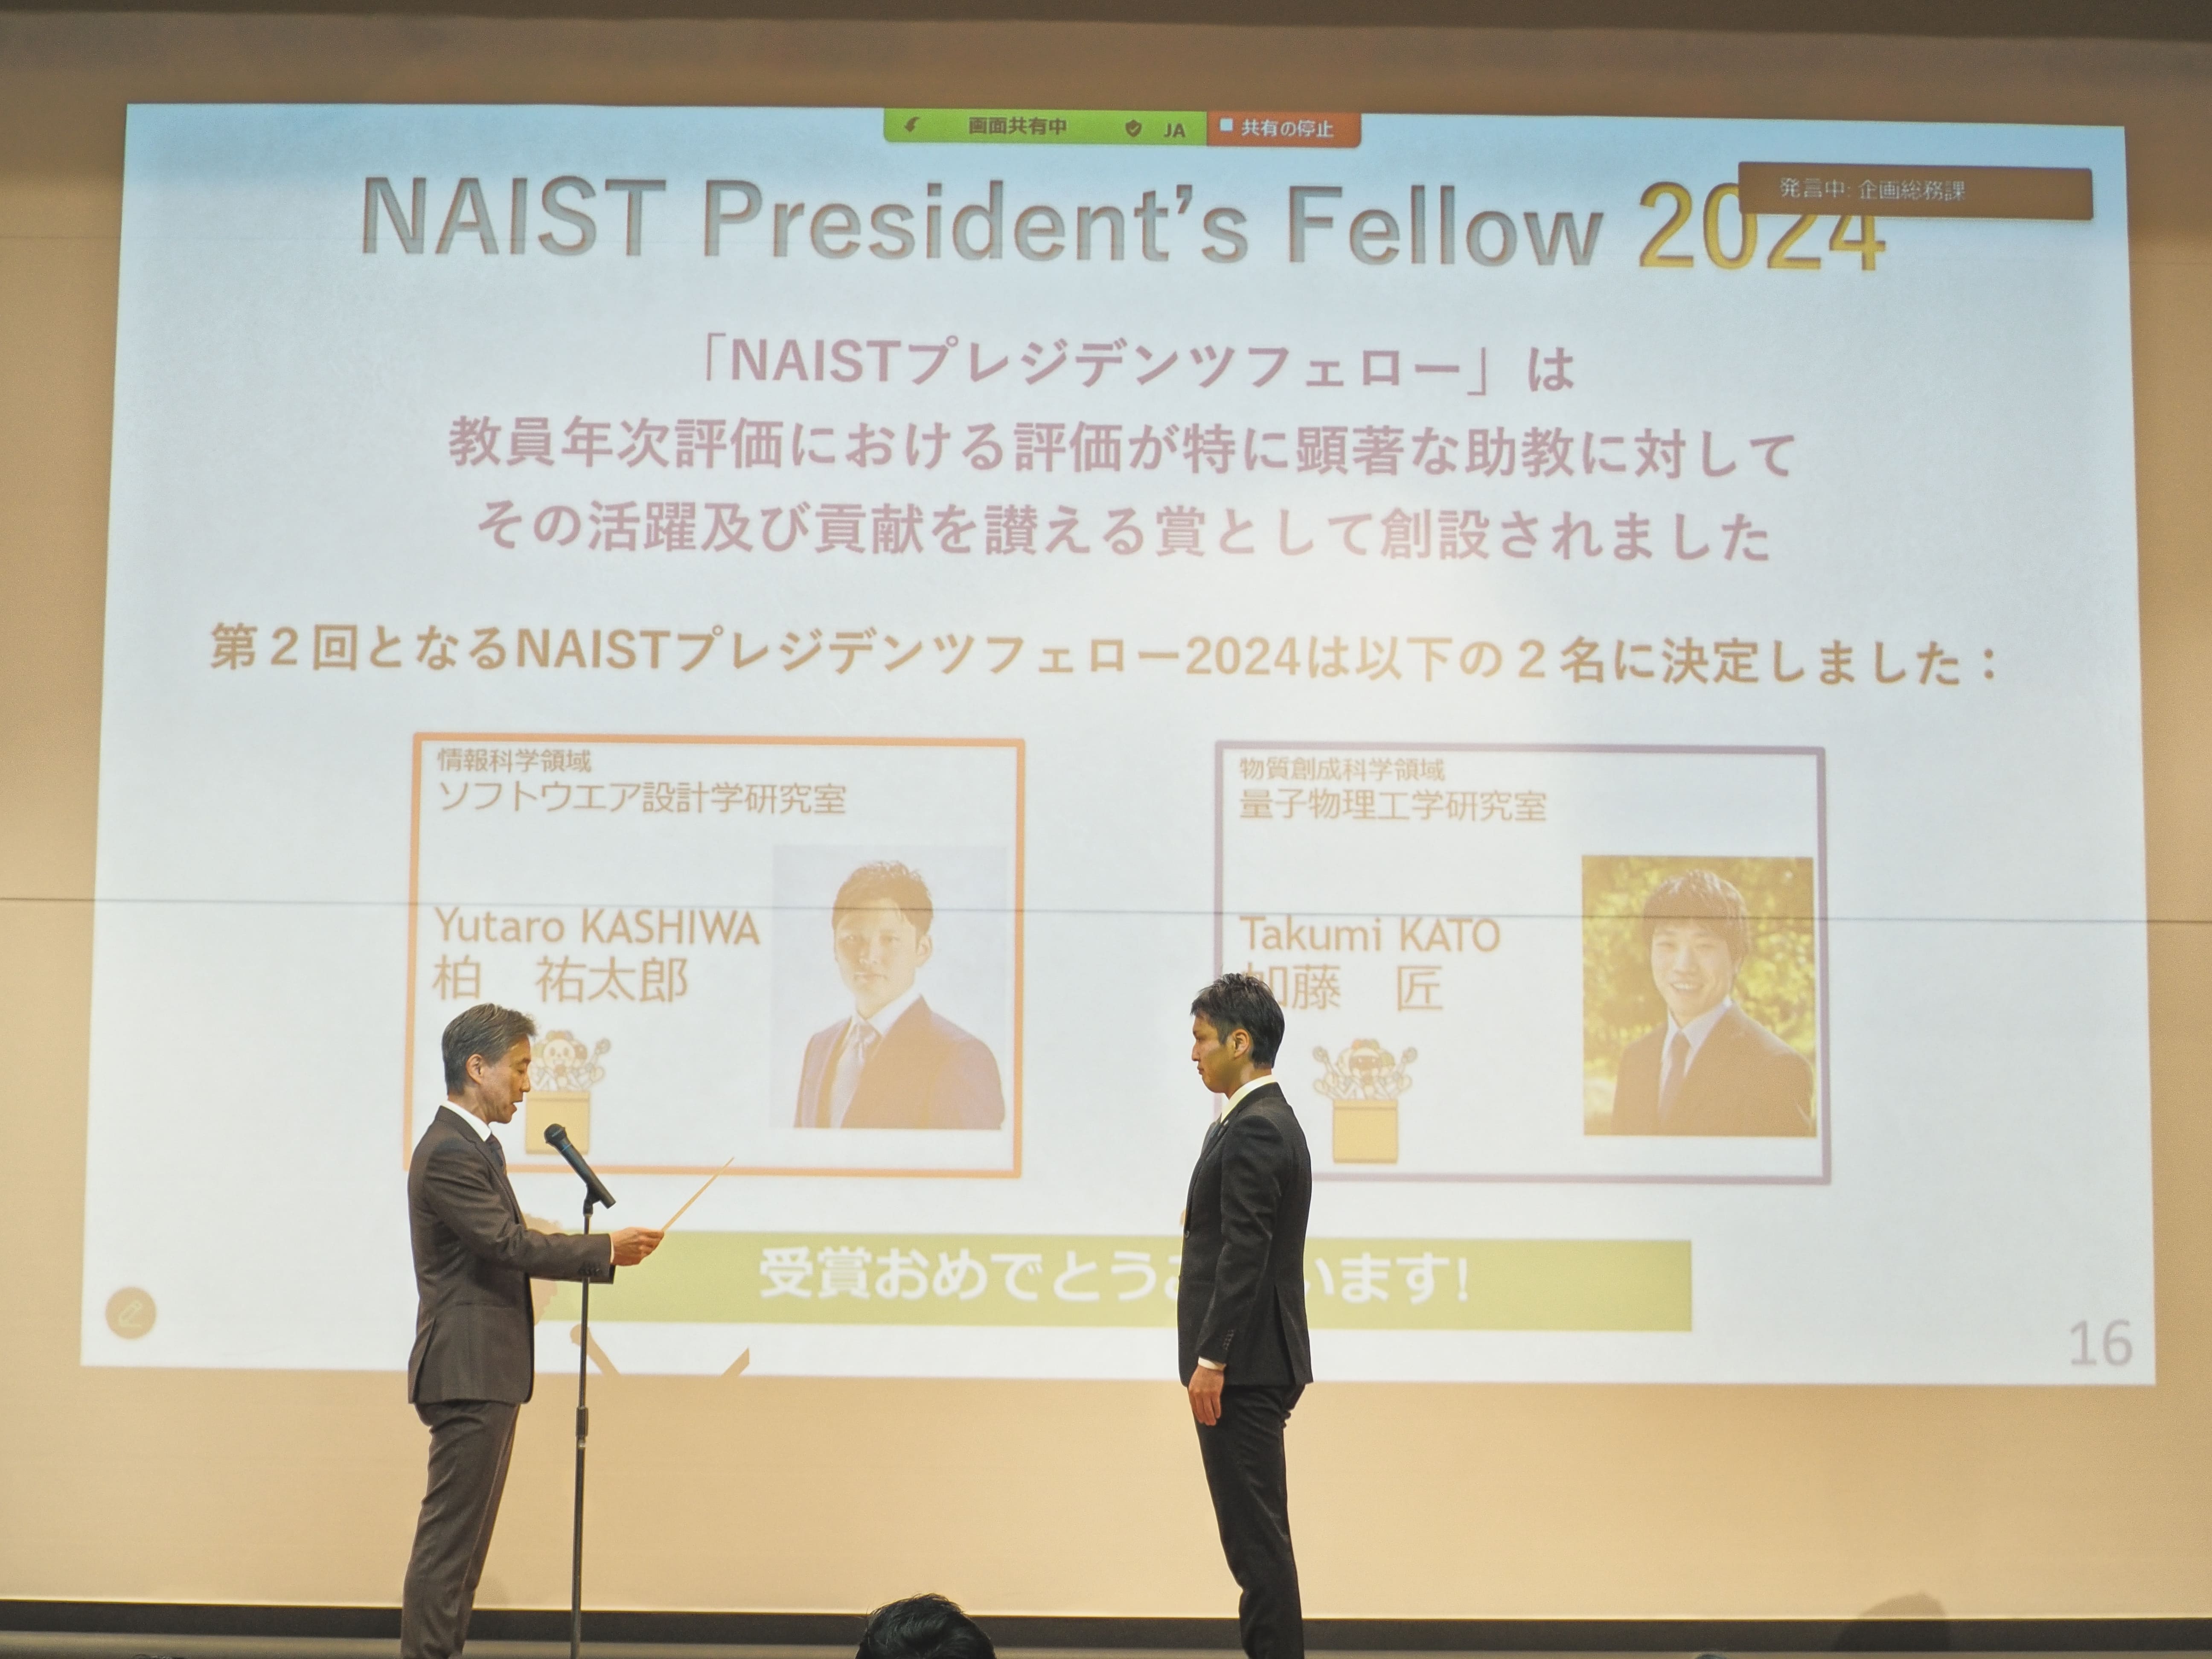 画面共有中 JA 共有の停止
発言中: 企画総務課
NAIST President’s Fellow 2024
「NAISTプレジデンツフェロー」は
教員年次評価における評価が特に顕著な助教に対して
その活躍及び貢献を讃える賞として創設されました
第２回となるNAISTプレジデンツフェロー2024は以下の２名に決定しました：
情報科学領域
ソフトウエア設計学研究室
Yutaro KASHIWA
柏　祐太郎
物質創成科学領域
量子物理工学研究室
Takumi KATO
加藤　匠
受賞おめでとうございます!
16